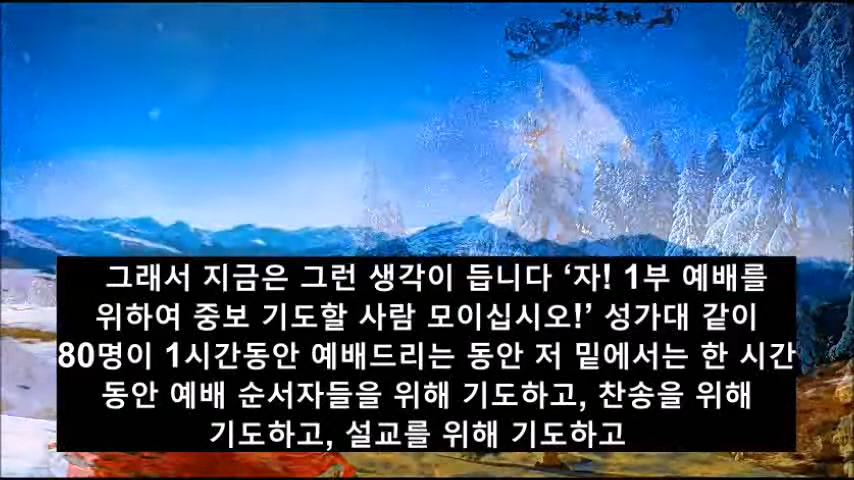 그래서 지금은 그런 생각이 듭니다 ‘자! 1부 예배를
위하여 중보 기도할 사람 모이십시오!’ 성가대 같이
80명이 1시간동안 예배드리는 동안 저 밑에서는 한 시간
동안 예배 순서자들을 위해 기도하고, 찬송을 위해
기도하고, 설교를 위해 기도하고